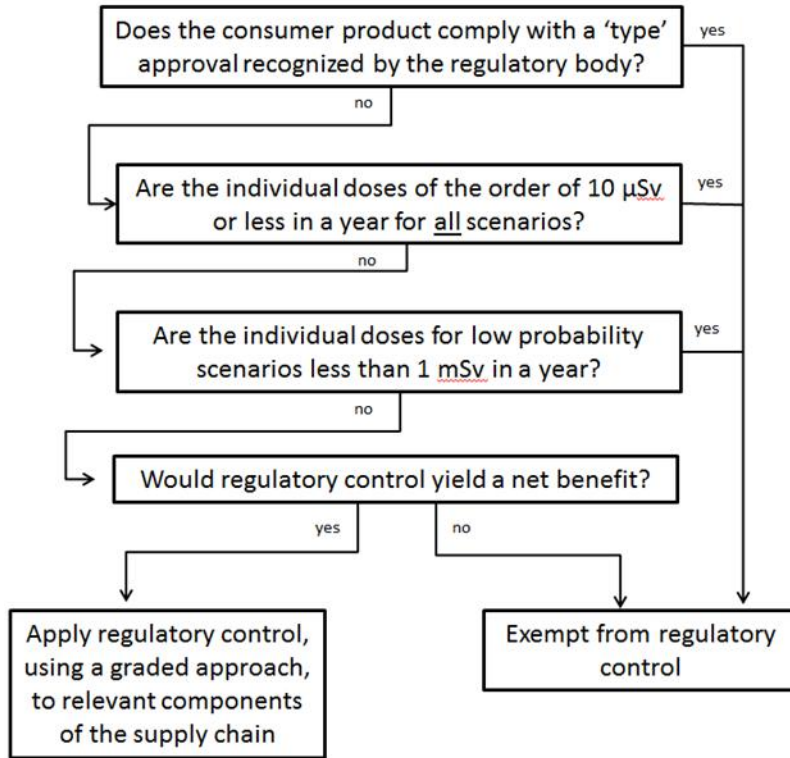 Does the consumer product comply with a ‘type’
approval recognized by the regulatory body?
yes
no
Are the individual doses of the order of 10 µSv
or less in a year for all scenarios?
yes
no
Are the individual doses for low probability
scenarios less than 1 mSv in a year?
yes
no
Would regulatory control yield a net benefit?
yes
no
Apply regulatory control,
using a graded approach,
to relevant components
of the supply chain
Exempt from regulatory
control